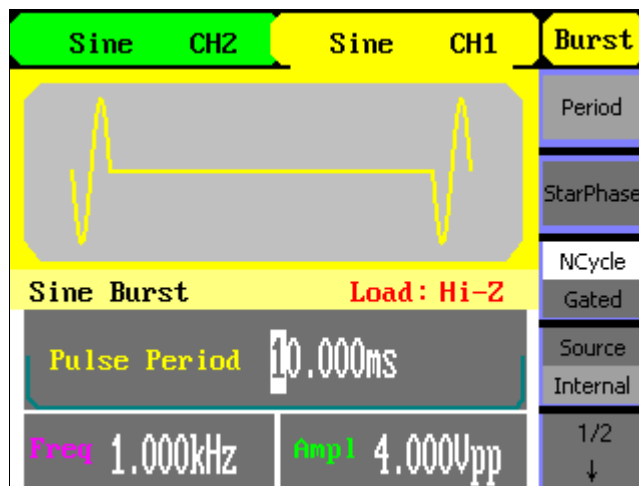 Sine CH2 Sine CH1 Burst
Period
StarPhase
NCycle
Gated
Sine Burst Load: Hi-Z
Source
Internal
Pulse Period 10.000ms
Freq 1.000kHz Ampl 4.000Vpp
1/2
↓